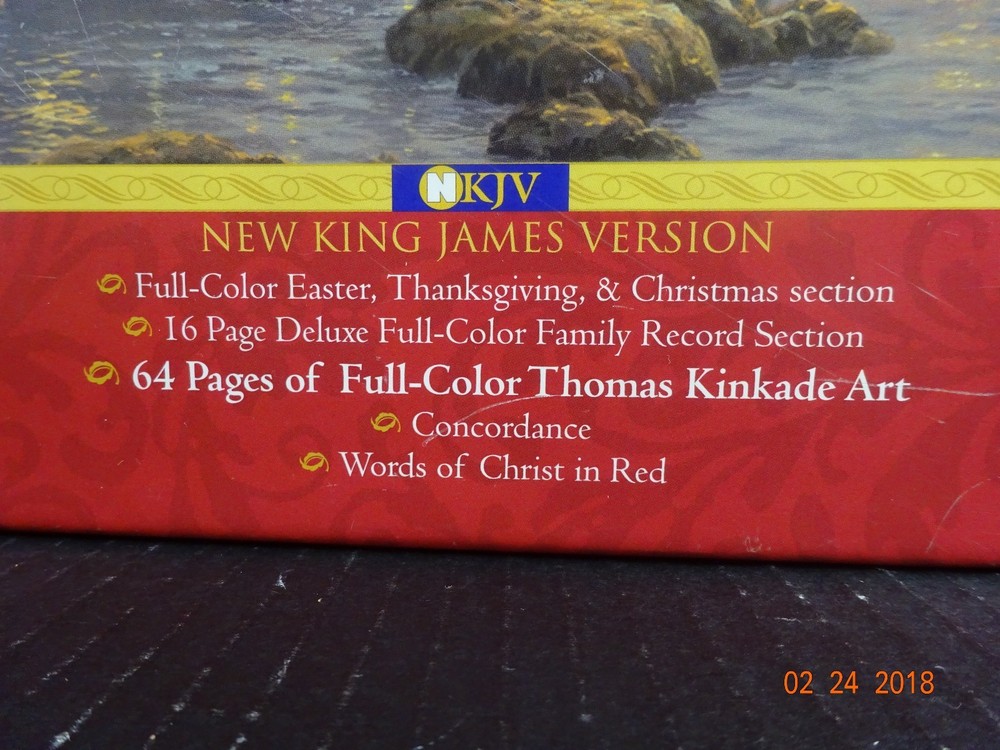 NKJV
NEW KING JAMES VERSION
Full-Color Easter, Thanksgiving, & Christmas section
16 Page Deluxe Full-Color Family Record Section
64 Pages of Full-Color Thomas Kinkade Art
Concordance
Words of Christ in Red
02 24 2018